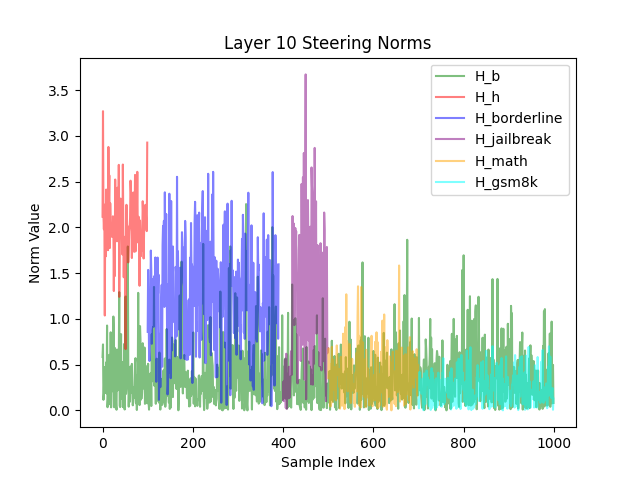 Layer 10 Steering Norms
H_b
H_h
H_borderline
H_jailbreak
H_math
H_gsm8k
Norm Value
3.5
3.0
2.5
2.0
1.5
1.0
0.5
0.0
0 200 400 600 800 1000
Sample Index